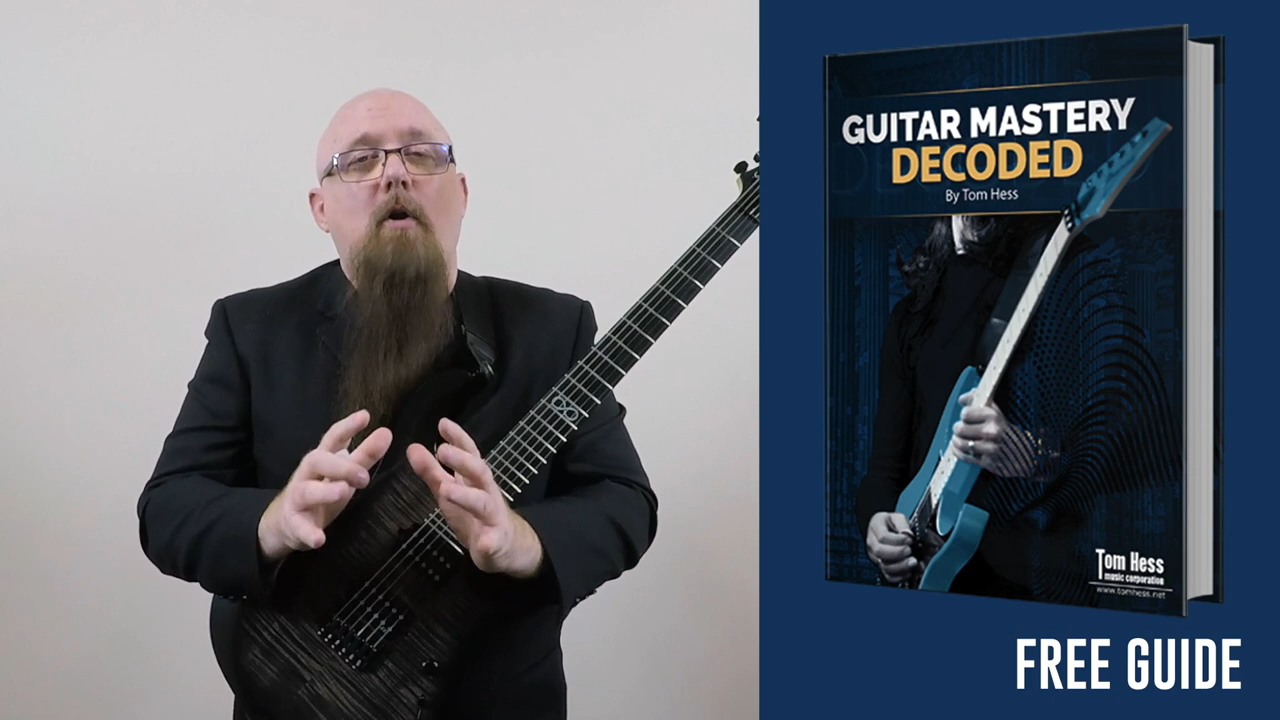 GUITAR MASTERY
DECODED
By Tom Hess
Tom Hess
music corporation
www.tomhess.net
FREE GUIDE